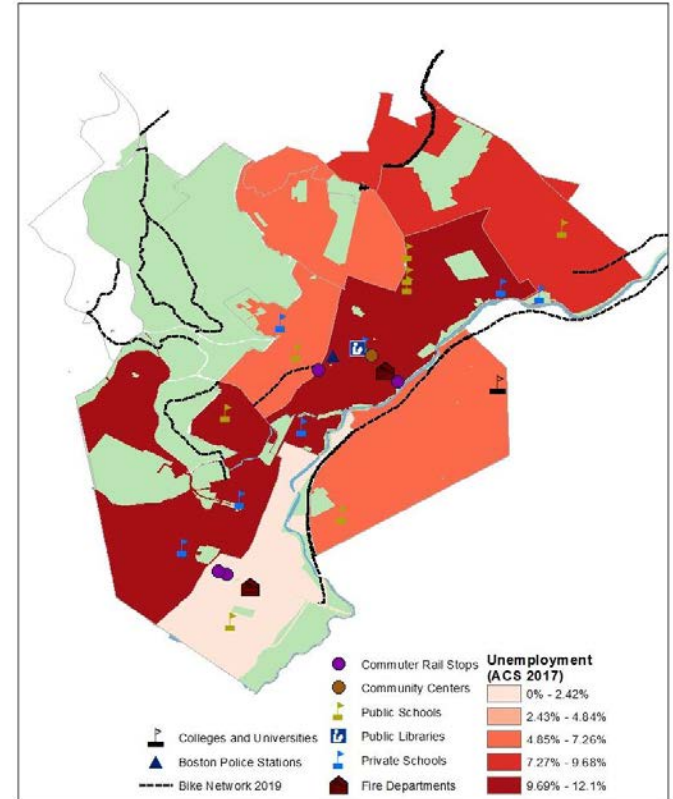 Commuter Rail Stops
Community Centers
Public Schools
Colleges and Universities
Public Libraries
Boston Police Stations
Private Schools
Bike Network 2019
Fire Departments
Unemployment
(ACS 2017)
0% - 2.42%
2.43% - 4.84%
4.85% - 7.26%
7.27% - 9.68%
9.69% - 12.1%